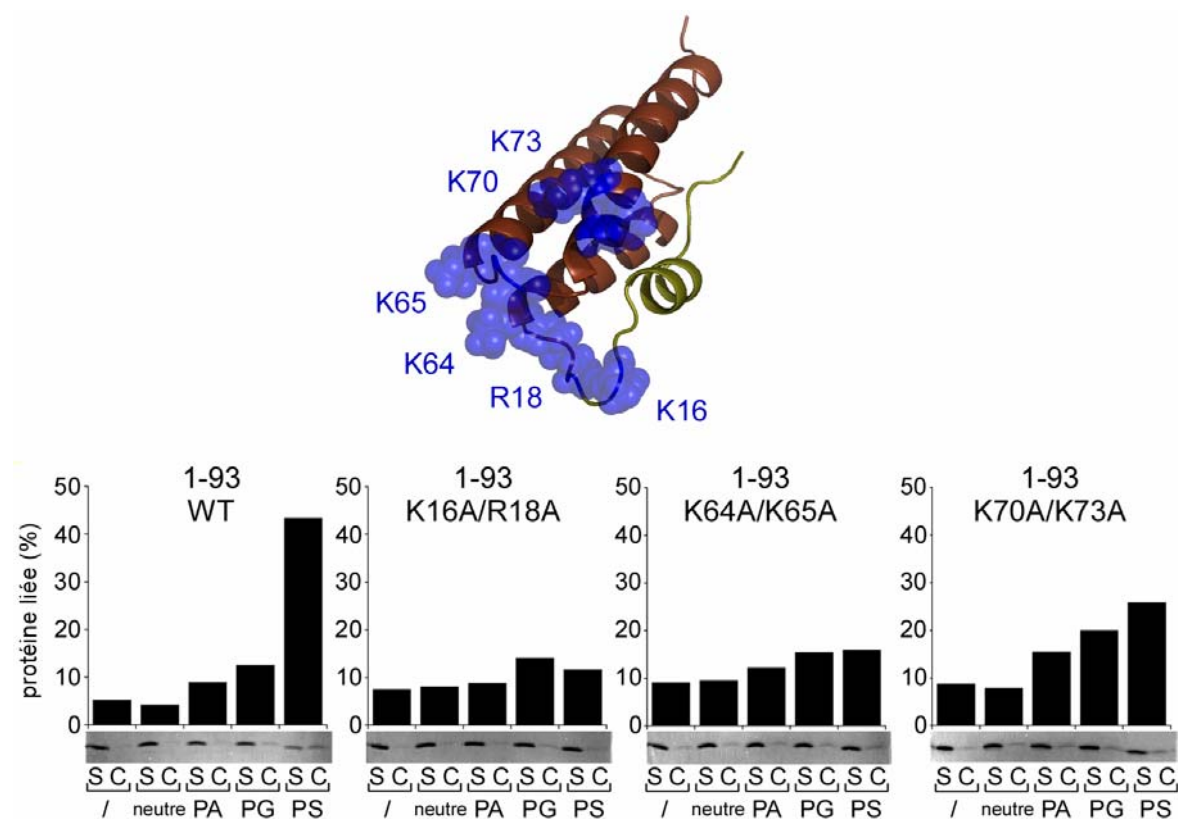 K73
K70
K65
K64
R18
K16
1-93
WT
1-93
K16A/R18A
1-93
K64A/K65A
1-93
K70A/K73A
protéine liée (%)
50
40
30
20
10
0
50
40
30
20
10
0
50
40
30
20
10
0
50
40
30
20
10
0
S C S C S C S C S C
/ neutre PA PG PS
S C S C S C S C S C
/ neutre PA PG PS
S C S C S C S C S C
/ neutre PA PG PS
S C S C S C S C S C
/ neutre PA PG PS